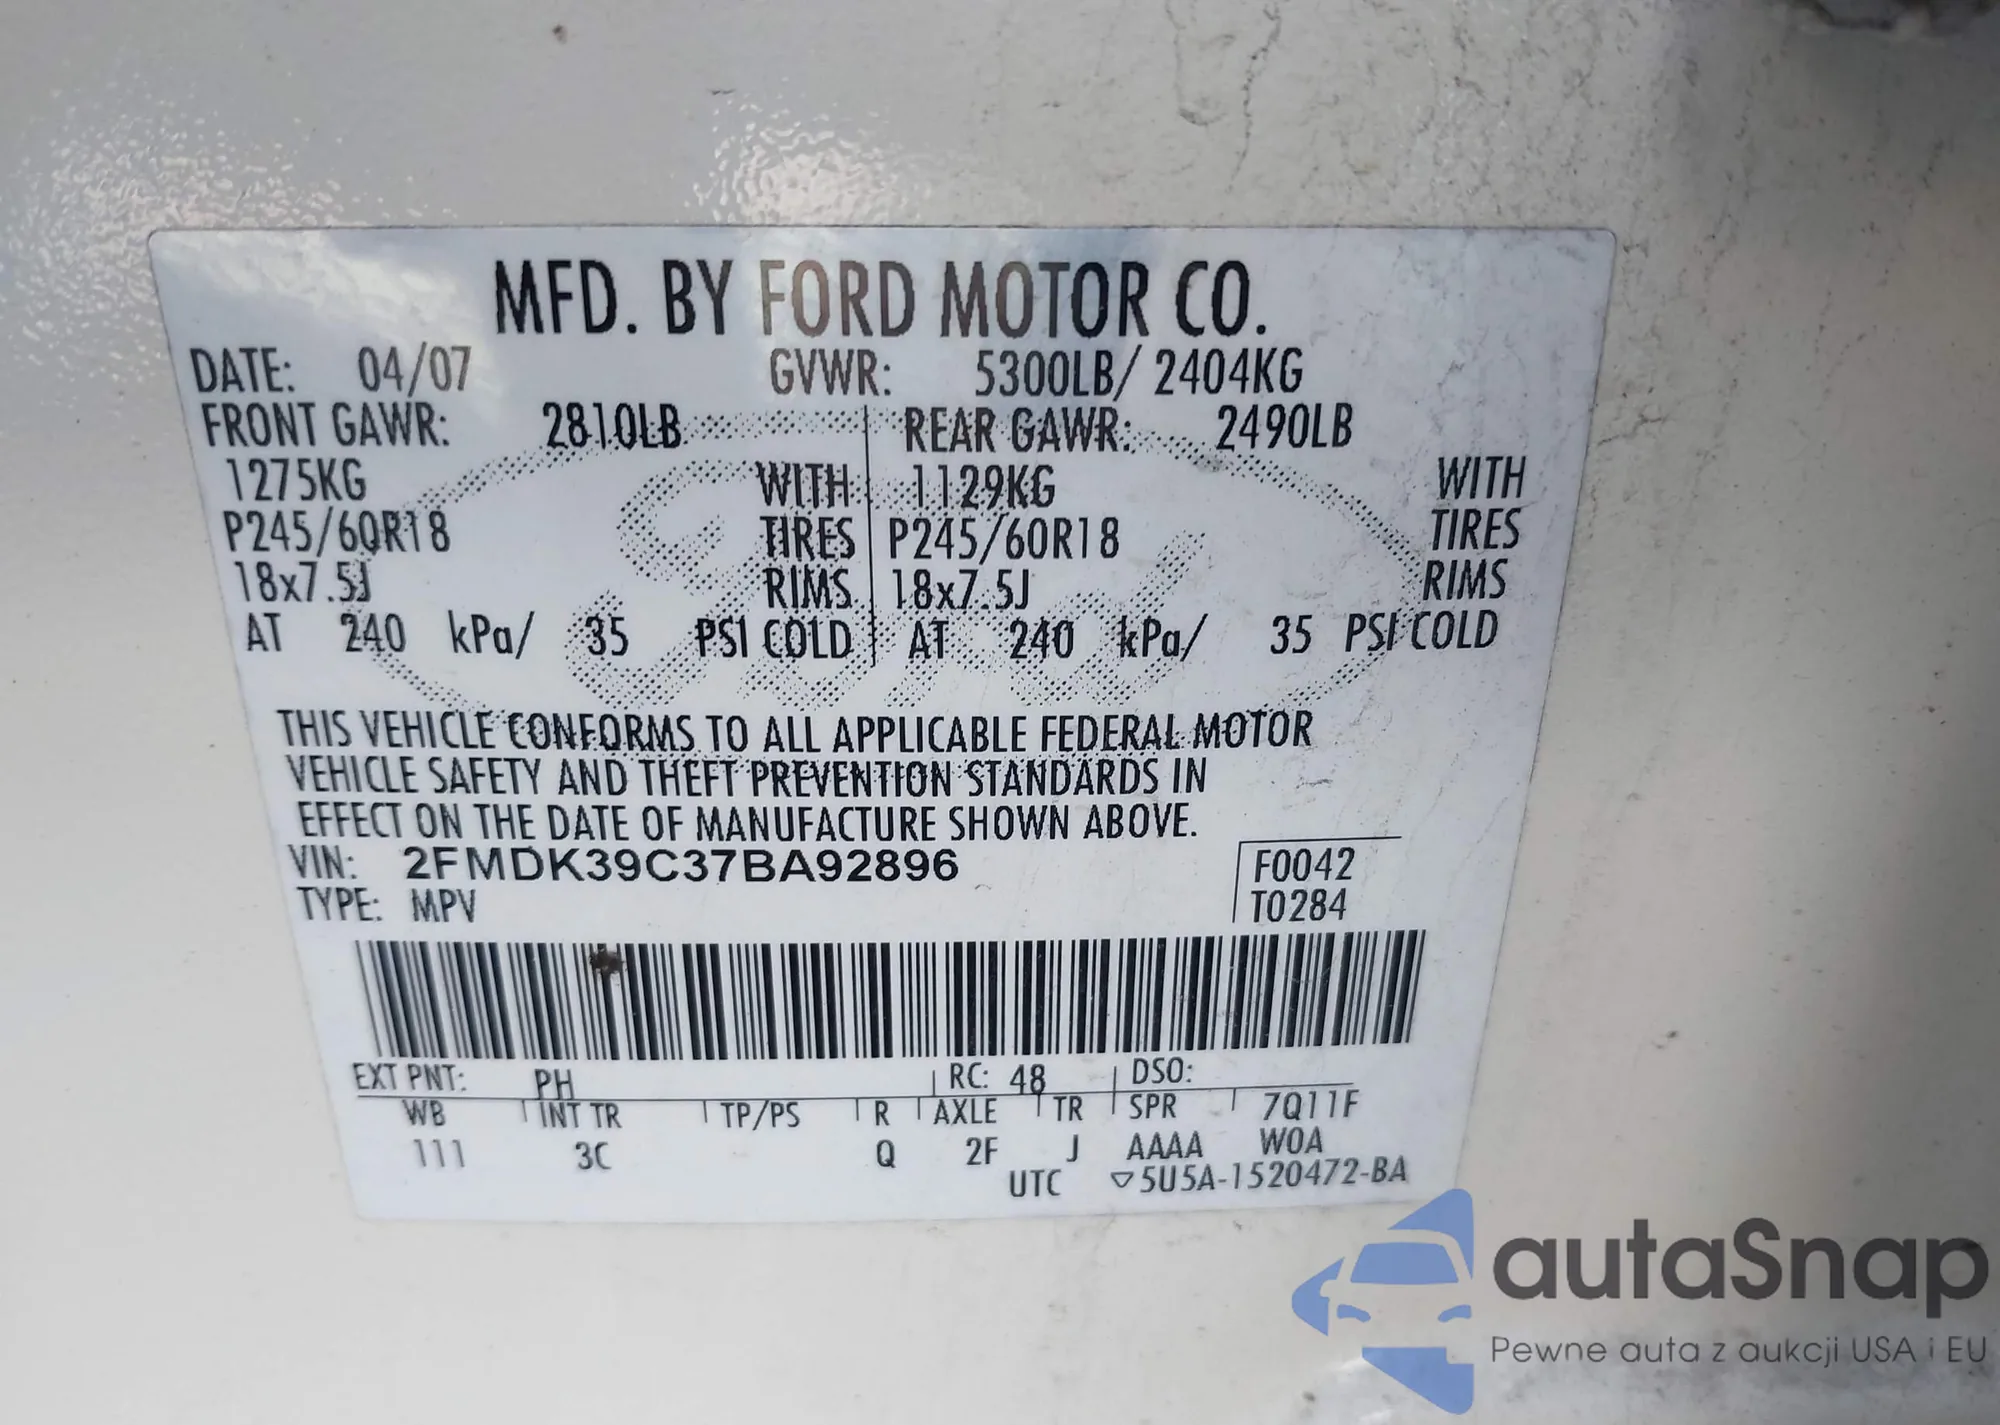 MFD. BY FORD MOTOR CO.
DATE: 04/07 GVWR: 5300LB/ 2404KG
FRONT GAWR: 2810LB REAR GAWR: 2490LB
1275KG WITH 1129KG WITH
P245/60R18 TIRES P245/60R18 TIRES
18x7.5J RIMS 18x7.5J RIMS
AT 240 kPa/ 35 PSI COLD AT 240 kPa/ 35 PSI COLD
THIS VEHICLE CONFORMS TO ALL APPLICABLE FEDERAL MOTOR
VEHICLE SAFETY AND THEFT PREVENTION STANDARDS IN
EFFECT ON THE DATE OF MANUFACTURE SHOWN ABOVE.
VIN: 2FMDK39C37BA92896 F0042
TYPE: MPV T0284
EXT PNT: PH RC: 48 DSO:
WB INT TR TP/PS R AXLE TR SPR 7Q11F
111 3C Q 2F J AAAA WOA
UTC ▽5U5A-1520472-BA
autaSnap
Pewne auta z aukcji USA i EU